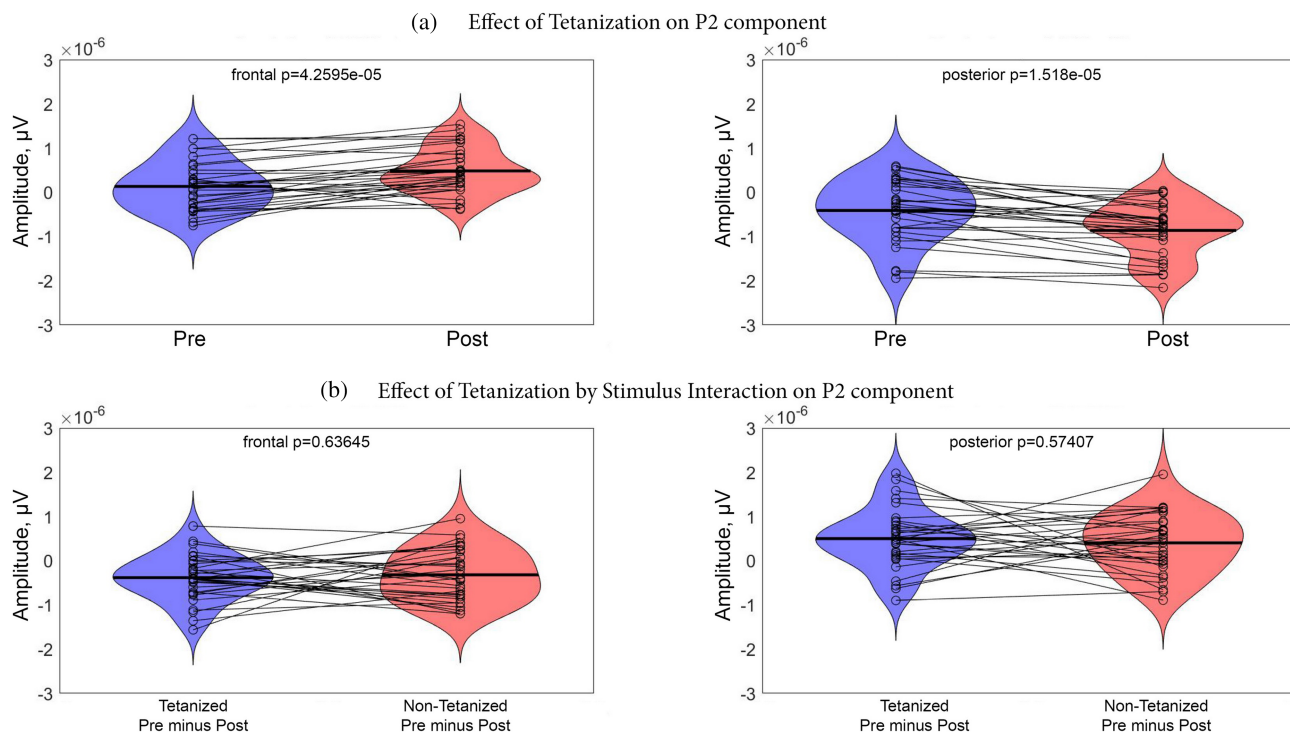 (a) Effect of Tetanization on P2 component
×10⁻⁶
frontal p=4.2595e-05
3
2
1
0
-1
-2
-3
Amplitude, µV
Pre
Post
×10⁻⁶
posterior p=1.518e-05
3
2
1
0
-1
-2
-3
Amplitude, µV
Pre
Post
(b) Effect of Tetanization by Stimulus Interaction on P2 component
×10⁻⁶
frontal p=0.63645
3
2
1
0
-1
-2
-3
Amplitude, µV
Tetanized
Pre minus Post
Non-Tetanized
Pre minus Post
×10⁻⁶
posterior p=0.57407
3
2
1
0
-1
-2
-3
Amplitude, µV
Tetanized
Pre minus Post
Non-Tetanized
Pre minus Post